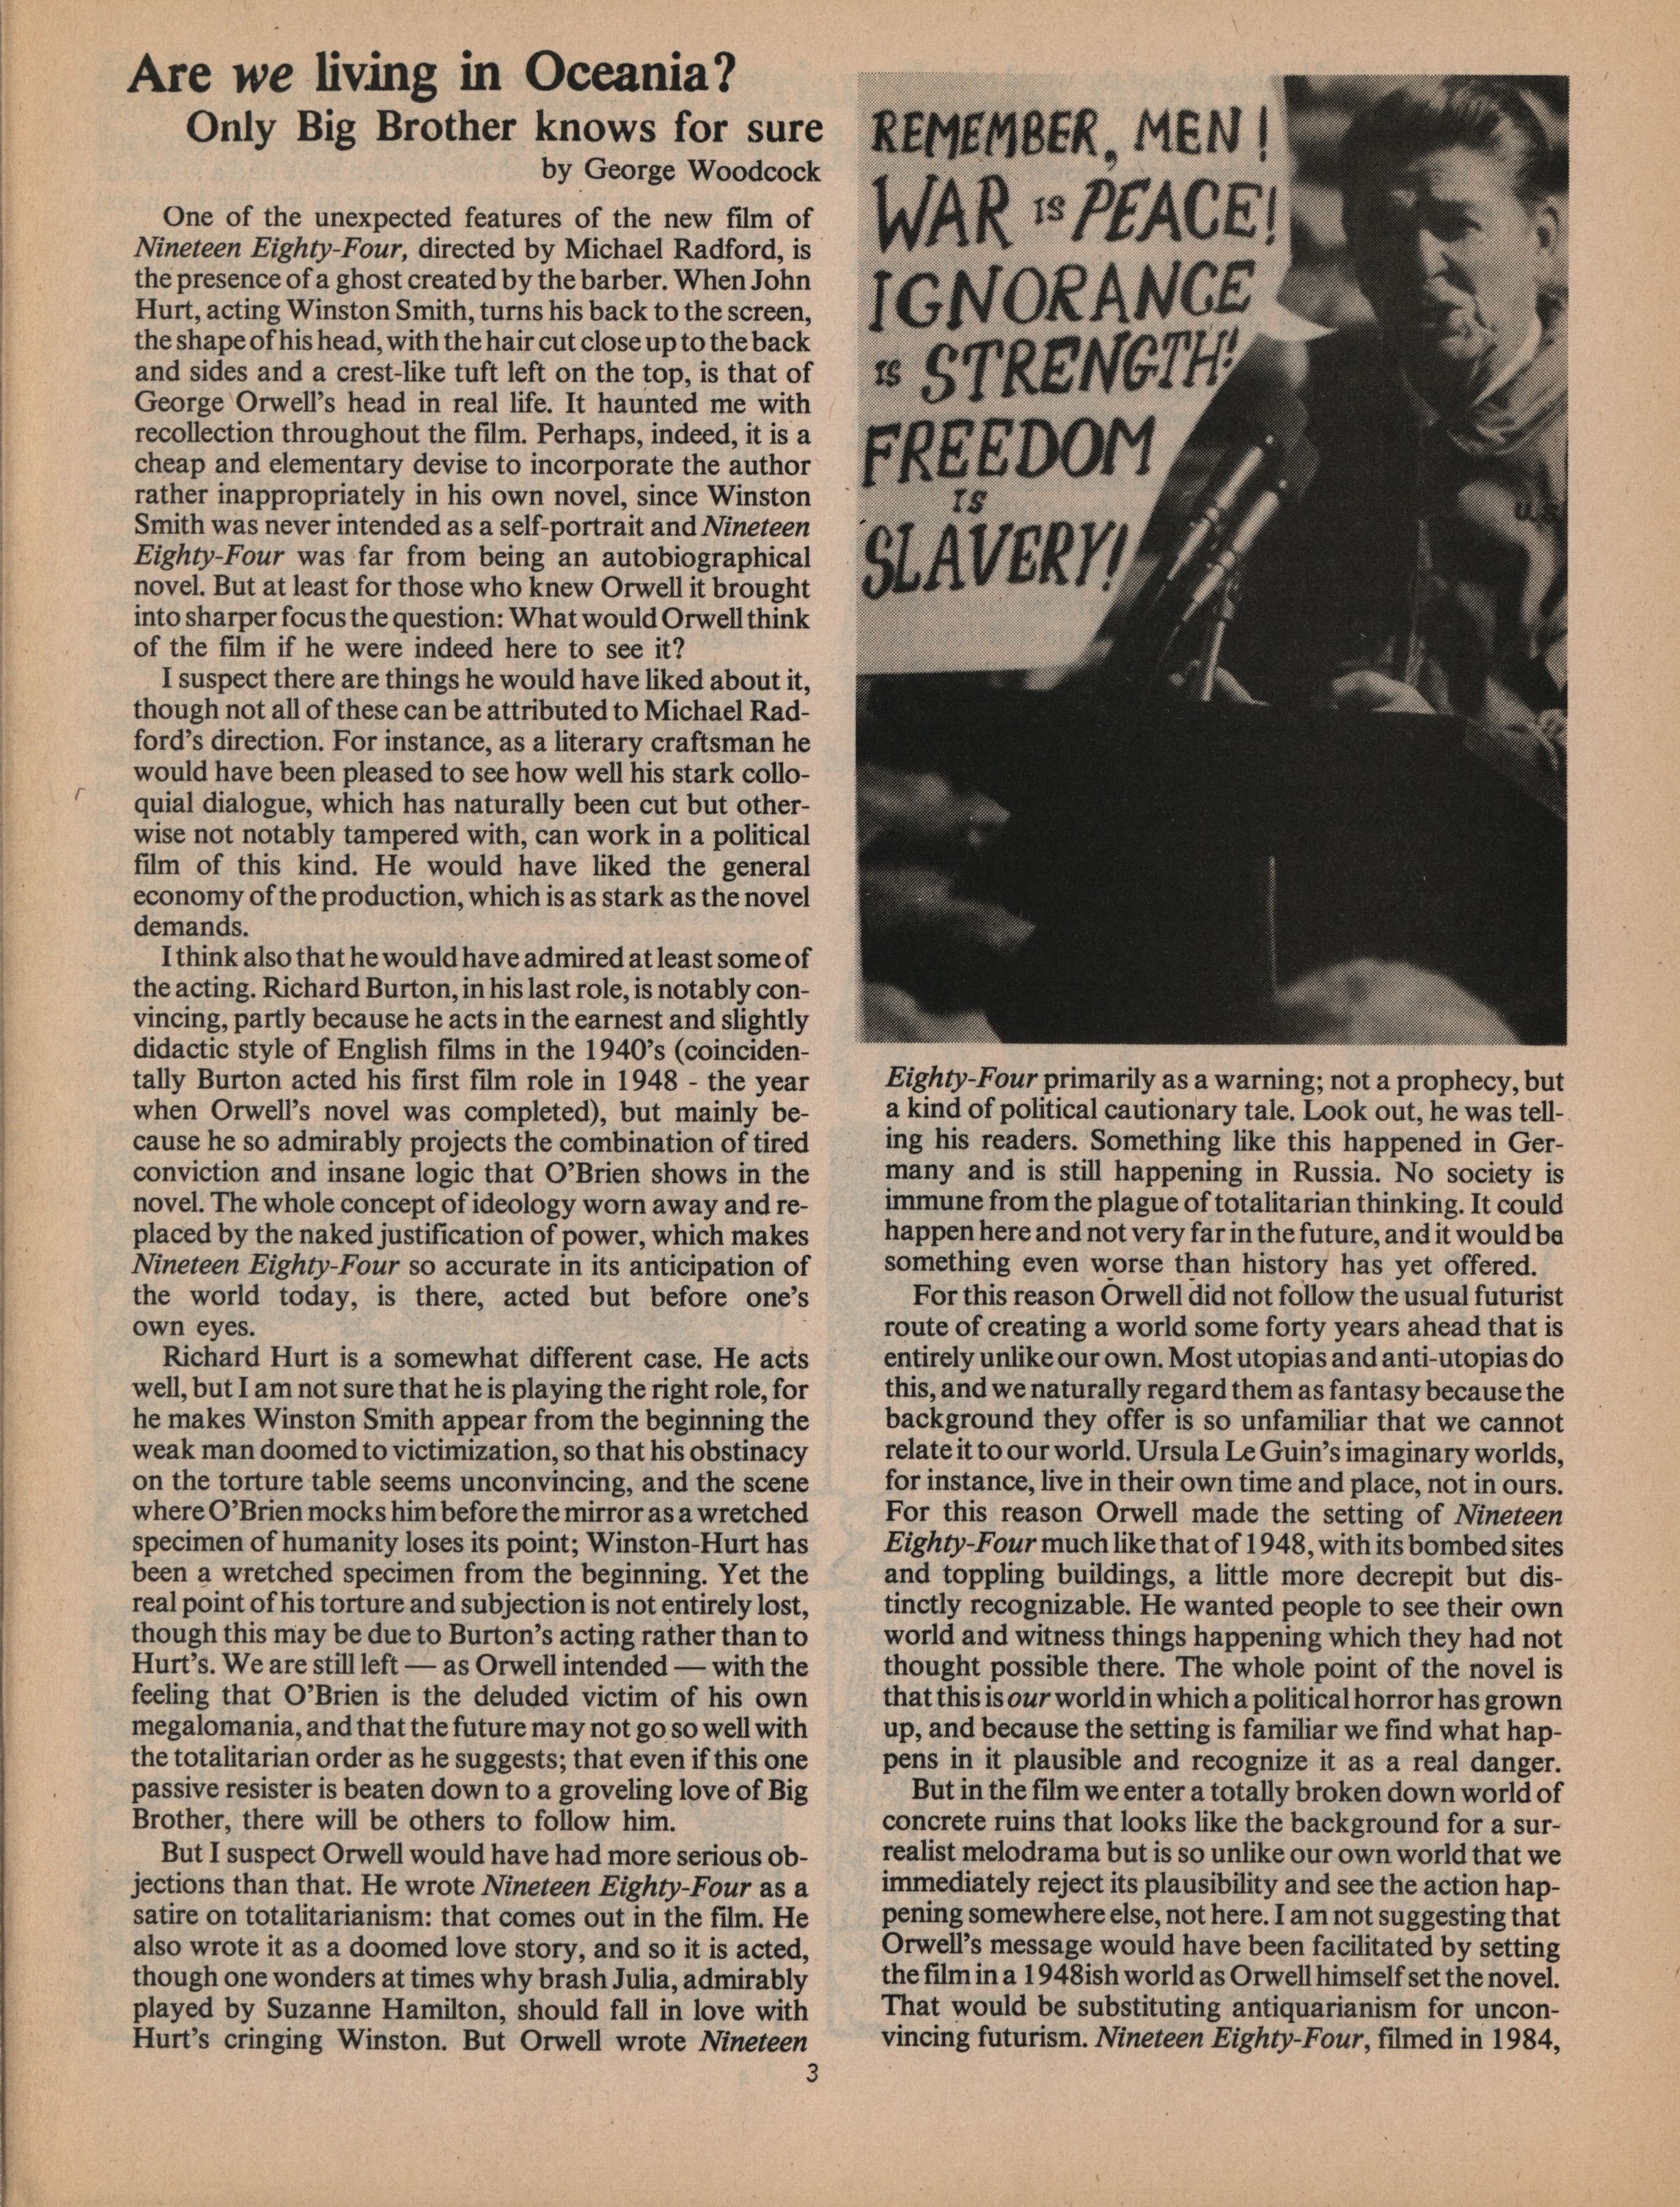 Are we living in Oceania?
Only Big Brother knows for sure
by George Woodcock
One of the unexpected features of the new film of
Nineteen Eighty-Four, directed by Michael Radford, is
the presence of a ghost created by the barber. When John
Hurt, acting Winston Smith, turns his back to the screen,
the shape of his head, with the hair cut close up to the back
and sides and a crest-like tuft left on the top, is that of
George Orwell's head in real life. It haunted me with
recollection throughout the film. Perhaps, indeed, it is a
cheap and elementary devise to incorporate the author
rather inappropriately in his own novel, since Winston
Smith was never intended as a self-portrait and Nineteen
Eighty-Four was far from being an autobiographical
novel. But at least for those who knew Orwell it brought
into sharper focus the question: What would Orwell think
of the film if he were indeed here to see it?
I suspect there are things he would have liked about it,
though not all of these can be attributed to Michael Rad-
ford's direction. For instance, as a literary craftsman he
would have been pleased to see how well his stark collo-
quial dialogue, which has naturally been cut but other-
wise not notably tampered with, can work in a political
film of this kind. He would have liked the general
economy of the production, which is as stark as the novel
demands.
I think also that he would have admired at least some of
the acting. Richard Burton, in his last role, is notably con-
vincing, partly because he acts in the earnest and slightly
didactic style of English films in the 1940's (coinciden-
tally Burton acted his first film role in 1948 - the year
when Orwell's novel was completed), but mainly be-
cause he so admirably projects the combination of tired
conviction and insane logic that O'Brien shows in the
novel. The whole concept of ideology worn away and re-
placed by the naked justification of power, which makes
Nineteen Eighty-Four so accurate in its anticipation of
the world today, is there, acted but before one's
own eyes.
Richard Hurt is a somewhat different case. He acts
well, but I am not sure that he is playing the right role, for
he makes Winston Smith appear from the beginning the
weak man doomed to victimization, so that his obstinacy
on the torture table seems unconvincing, and the scene
where O'Brien mocks him before the mirror as a wretched
specimen of humanity loses its point; Winston-Hurt has
been a wretched specimen from the beginning. Yet the
real point of his torture and subjection is not entirely lost,
though this may be due to Burton's acting rather than to
Hurt's. We are still left — as Orwell intended — with the
feeling that O'Brien is the deluded victim of his own
megalomania, and that the future may not go so well with
the totalitarian order as he suggests; that even if this one
passive resister is beaten down to a groveling love of Big
Brother, there will be others to follow him.
But I suspect Orwell would have had more serious ob-
jections than that. He wrote Nineteen Eighty-Four as a
satire on totalitarianism: that comes out in the film. He
also wrote it as a doomed love story, and so it is acted,
though one wonders at times why brash Julia, admirably
played by Suzanne Hamilton, should fall in love with
Hurt's cringing Winston. But Orwell wrote Nineteen
REMEMBER, MEN!
WAR IS PEACE!
IGNORANCE
IS STRENGTH!
FREEDOM
IS
SLAVERY!
U.S.
Eighty-Four primarily as a warning; not a prophecy, but
a kind of political cautionary tale. Look out, he was tell-
ing his readers. Something like this happened in Ger-
many and is still happening in Russia. No society is
immune from the plague of totalitarian thinking. It could
happen here and not very far in the future, and it would be
something even worse than history has yet offered.
For this reason Orwell did not follow the usual futurist
route of creating a world some forty years ahead that is
entirely unlike our own. Most utopias and anti-utopias do
this, and we naturally regard them as fantasy because the
background they offer is so unfamiliar that we cannot
relate it to our world. Ursula Le Guin's imaginary worlds,
for instance, live in their own time and place, not in ours.
For this reason Orwell made the setting of Nineteen
Eighty-Four much like that of 1948, with its bombed sites
and toppling buildings, a little more decrepit but dis-
tinctly recognizable. He wanted people to see their own
world and witness things happening which they had not
thought possible there. The whole point of the novel is
that this is our world in which a political horror has grown
up, and because the setting is familiar we find what hap-
pens in it plausible and recognize it as a real danger.
But in the film we enter a totally broken down world of
concrete ruins that looks like the background for a sur-
realist melodrama but is so unlike our own world that we
immediately reject its plausibility and see the action hap-
pening somewhere else, not here. I am not suggesting that
Orwell's message would have been facilitated by setting
the film in a 1948ish world as Orwell himself set the novel.
That would be substituting antiquarianism for uncon-
vincing futurism. Nineteen Eighty-Four, filmed in 1984,
3